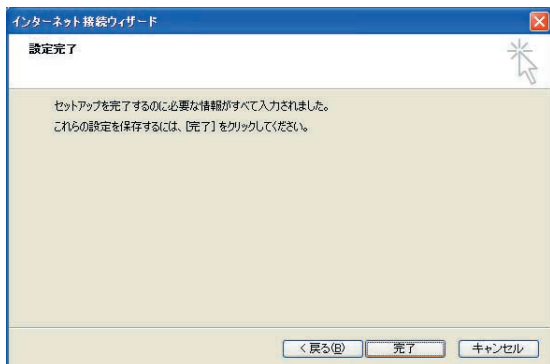 インターネット接続ウィザード
設定完了
セットアップを完了するのに必要な情報がすべて入力されました。
これらの設定を保存するには、[完了] をクリックしてください。
< 戻る(B)
完了
キャンセル